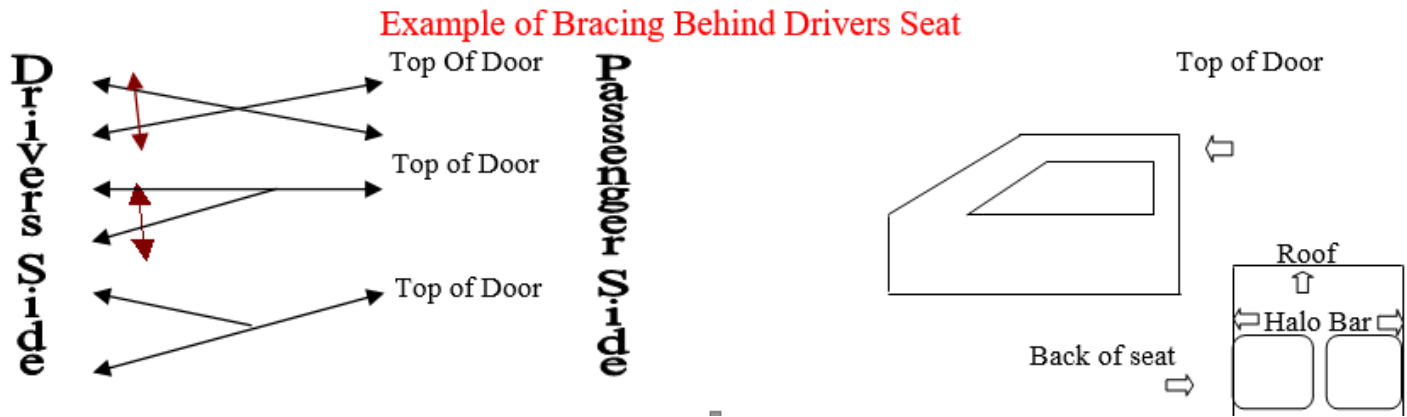 Example of Bracing Behind Drivers Seat
Drivers Side
Top Of Door
Top of Door
Top of Door
Passenger Side
Top of Door
Roof
Halo Bar
Back of seat